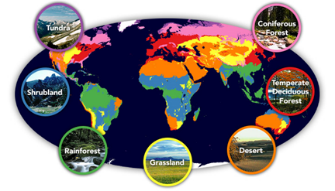 Tundra
Coniferous
Forest
Shrubland
Temperate
Deciduous
Forest
Rainforest
Grassland
Desert